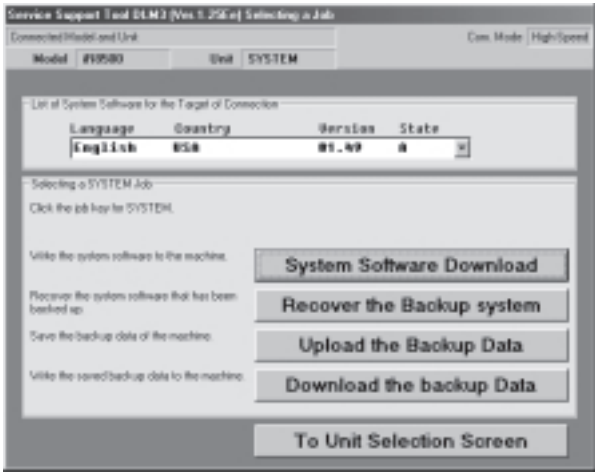 Service Support Tool DLM3 (Ver.1.25En) Selecting a Job
Connected Model and Unit
Com. Mode High Speed
Model Unit SYSTEM
List of System Software for the Target of Connection
Language Country Version State
English USA 01.49 A
Selecting a SYSTEM Job
Click the job key for SYSTEM.
Write the system software to the machine.
System Software Download
Recover the system software that has been
backed up.
Recover the Backup system
Save the backup data of the machine.
Upload the Backup Data
Write the saved backup data to the machine.
Download the backup Data
To Unit Selection Screen